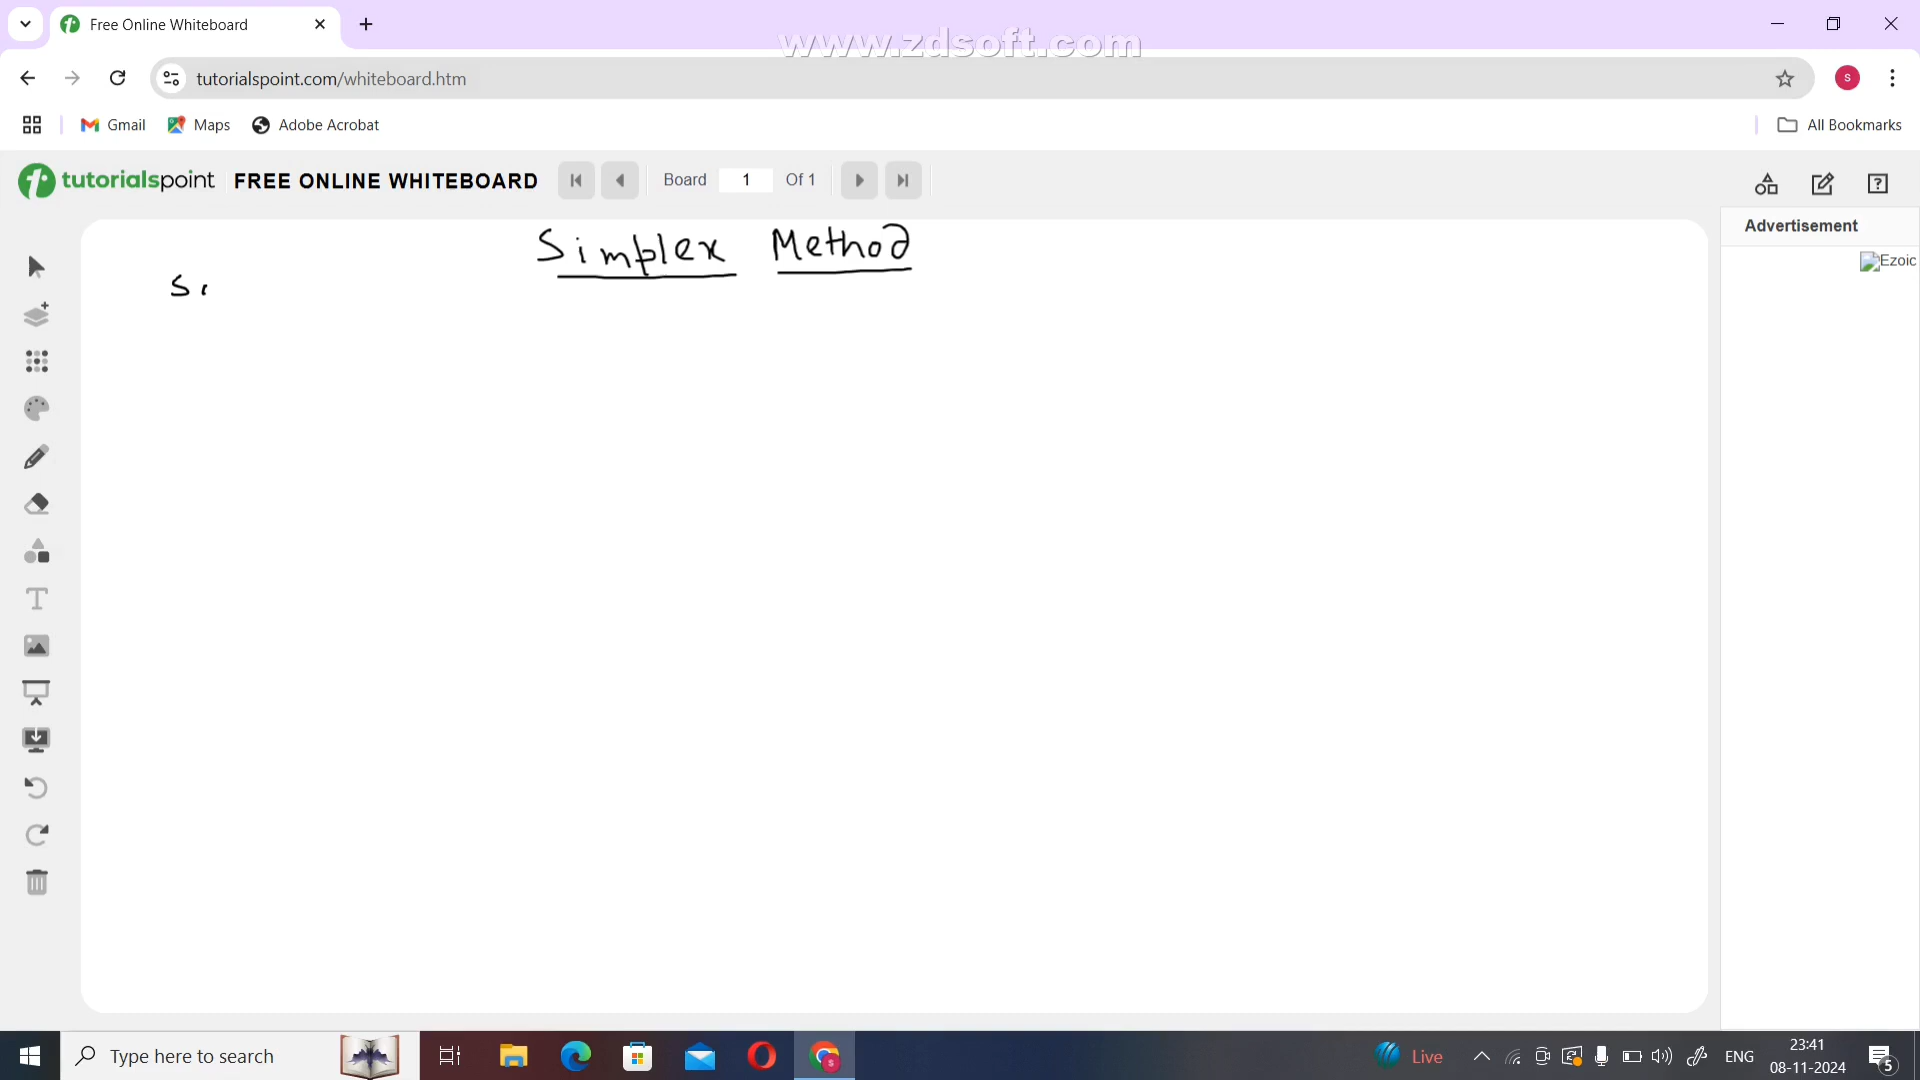 Free Online Whiteboard
www.zdsoft.com
tutorialspoint.com/whiteboard.htm
S
Gmail
Maps
Adobe Acrobat
All Bookmarks
tutorialspoint
FREE ONLINE WHITEBOARD
Board 1 Of 1
Advertisement
Ezoic
Simplex Method
Si
Type here to search
Live
ENG
23:41
08-11-2024
5